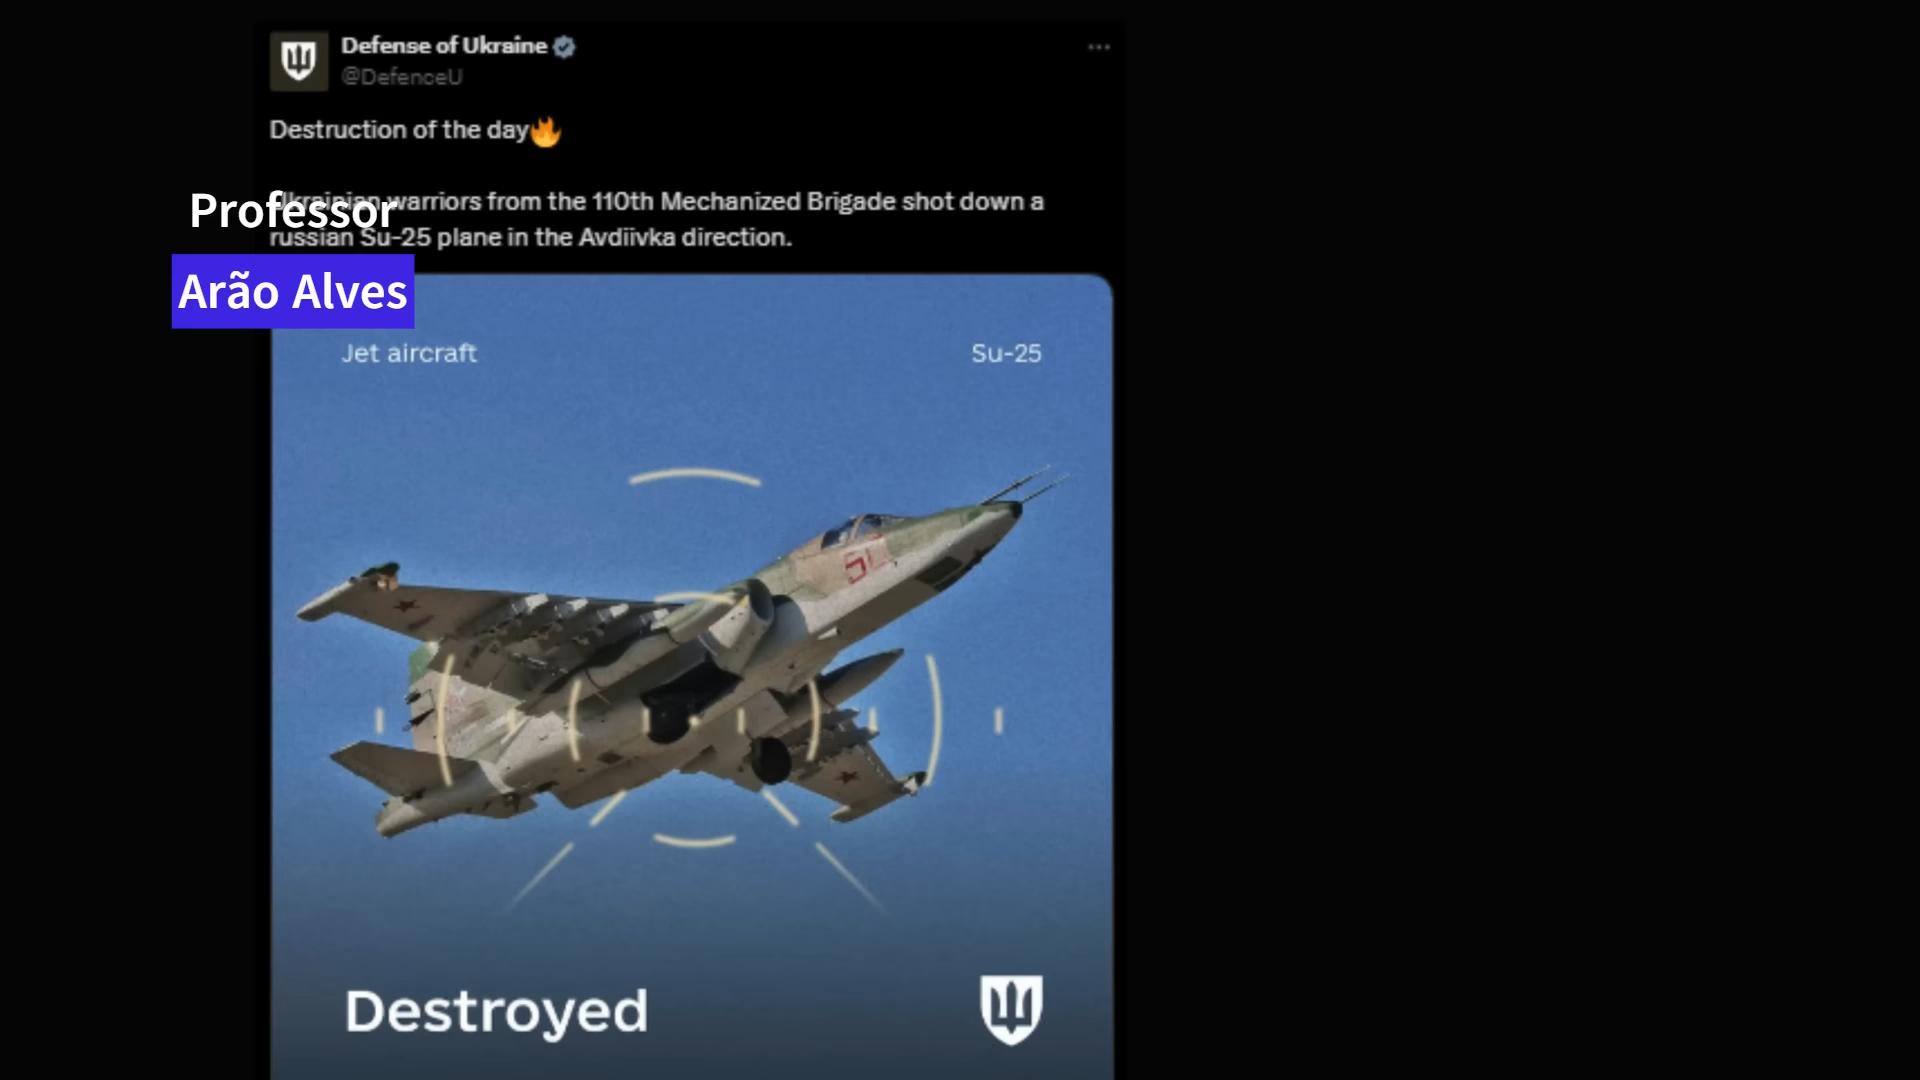 Defense of Ukraine
@DefenceU
Destruction of the day🔥
Ukrainian warriors from the 110th Mechanized Brigade shot down a
russian Su-25 plane in the Avdiivka direction.
Professor
Arão Alves
Jet aircraft
Su-25
Destroyed